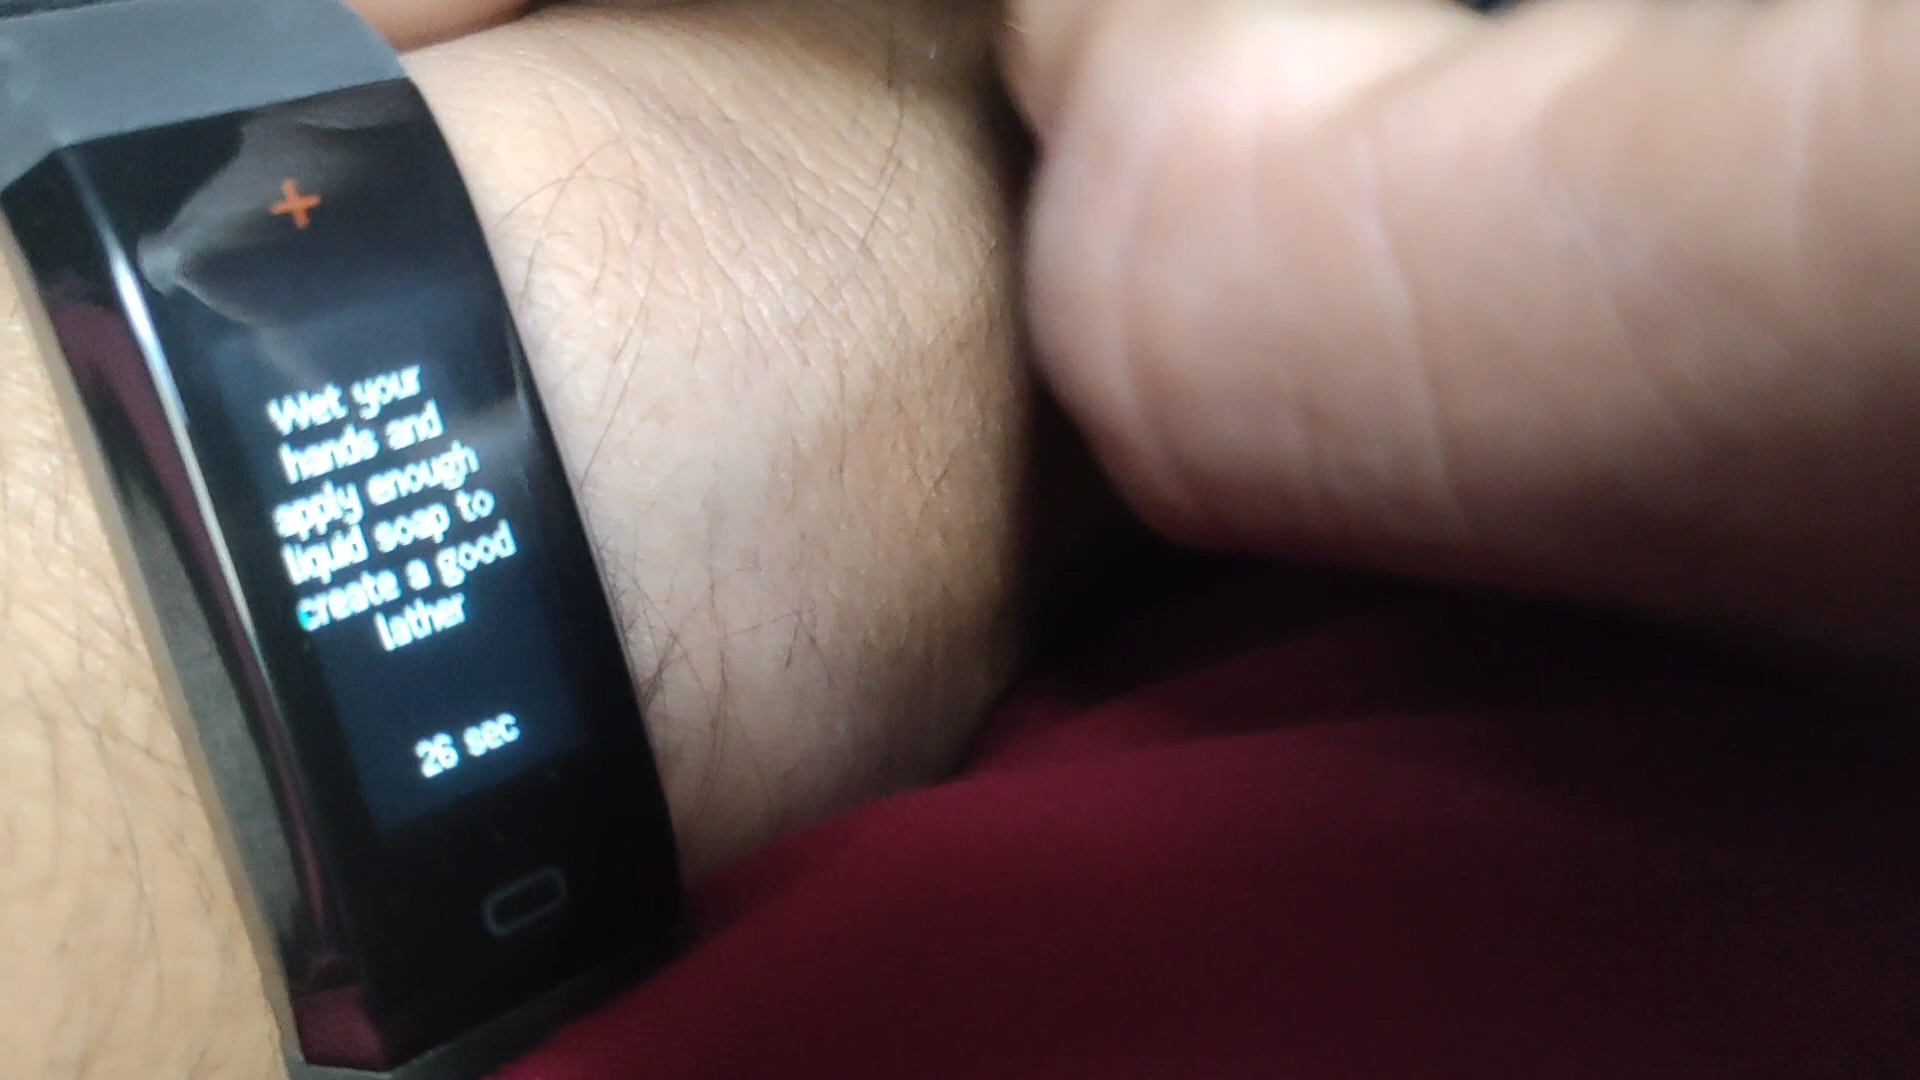 Wet your
hands and
apply enough
liquid soap to
create a good
lather
26 sec